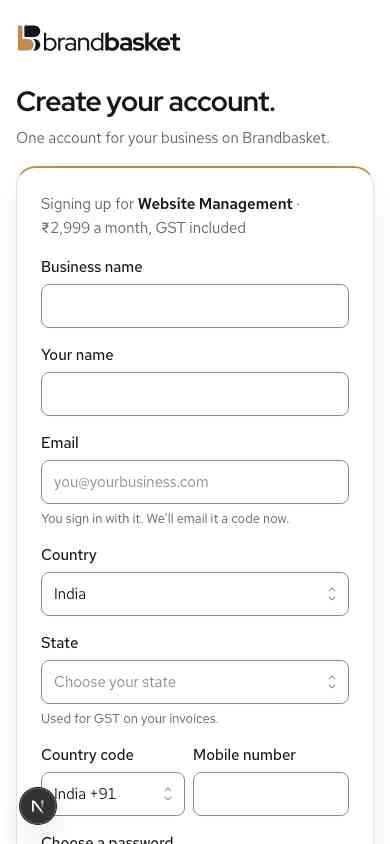 brandbasket
Create your account.
One account for your business on Brandbasket.
Signing up for Website Management ·
₹2,999 a month, GST included
Business name
Your name
Email
you@yourbusiness.com
You sign in with it. We'll email it a code now.
Country
India
State
Choose your state
Used for GST on your invoices.
Country code Mobile number
India +91
N
Choose a password